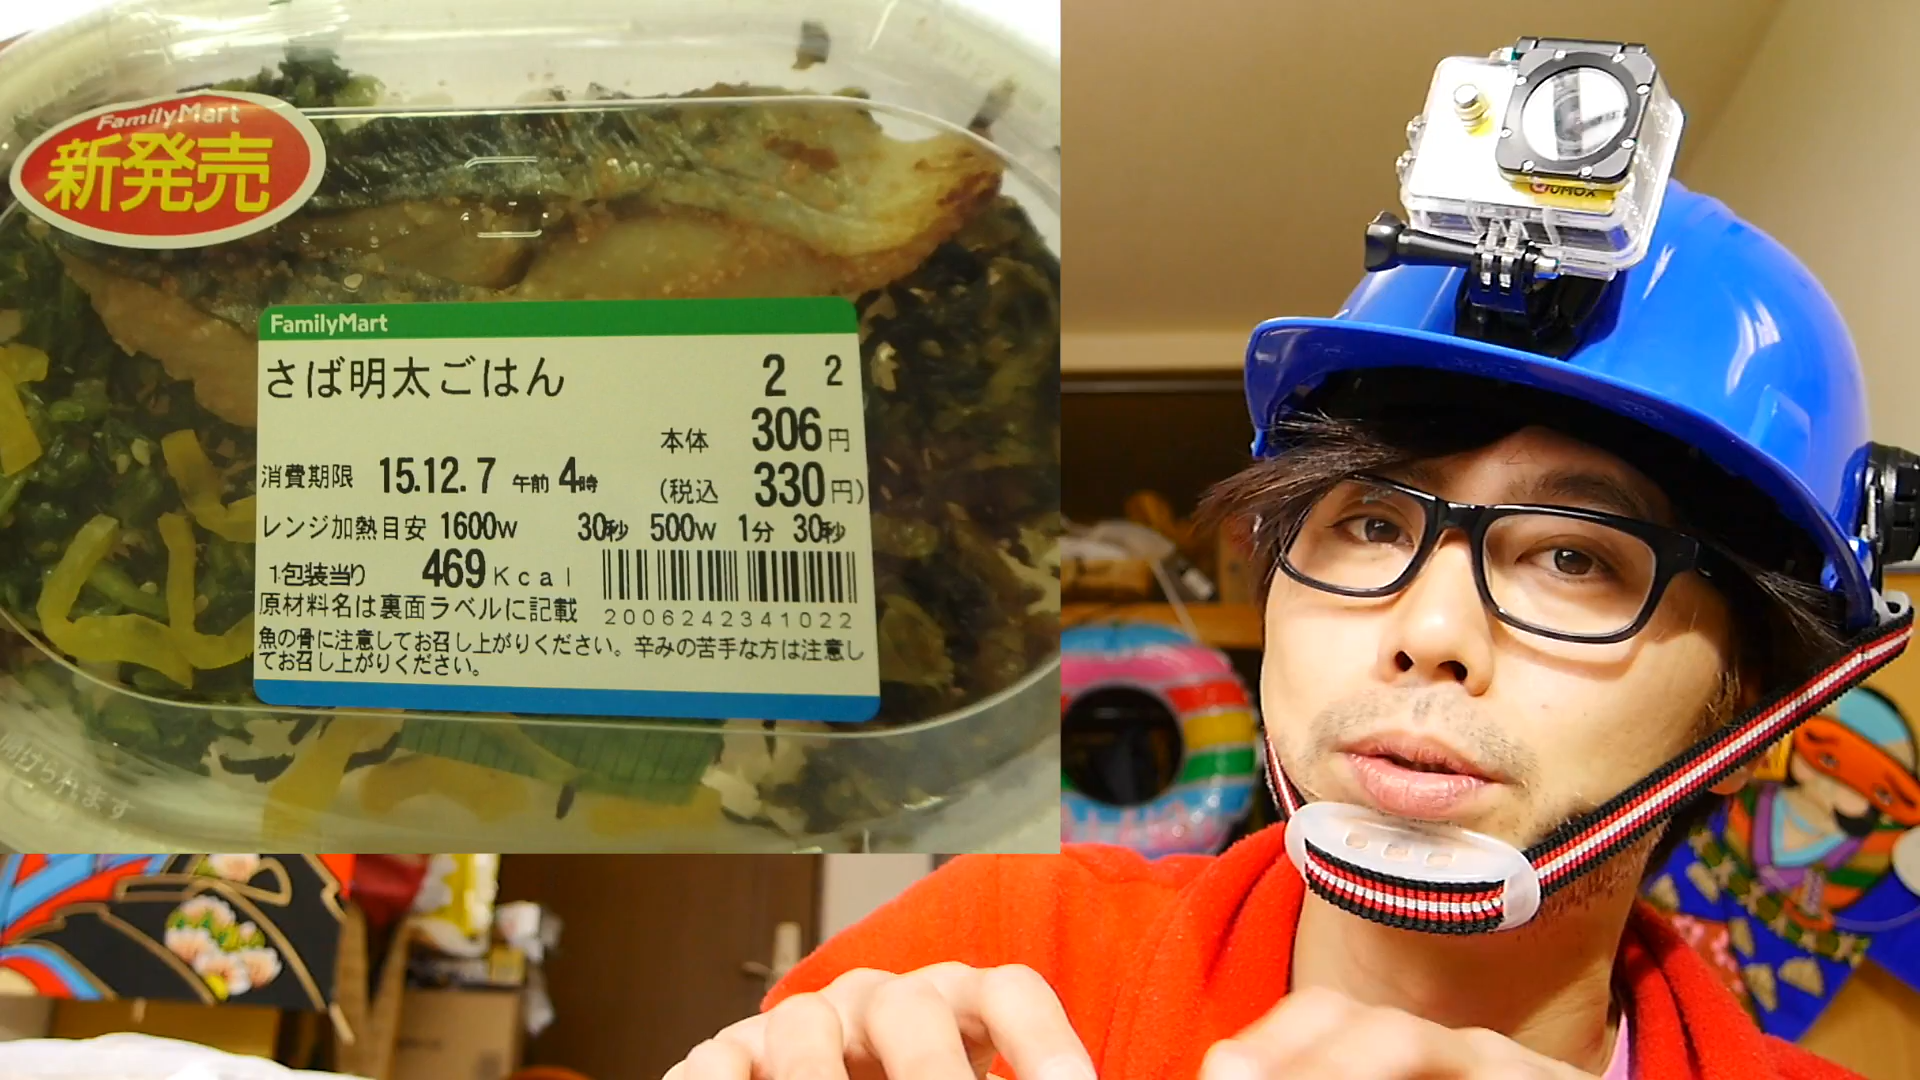 FamilyMart
新発売
FamilyMart
さば明太ごはん 2 2
本体 306円
消費期限 15.12.7 午前 4時 (税込 330円)
レンジ加熱目安 1600w 30秒 500w 1分 30秒
1包装当り 469Kcal
原材料名は裏面ラベルに記載 2006242341022
魚の骨に注意してお召し上がりください。辛みの苦手な方は注意し
てお召し上がりください。